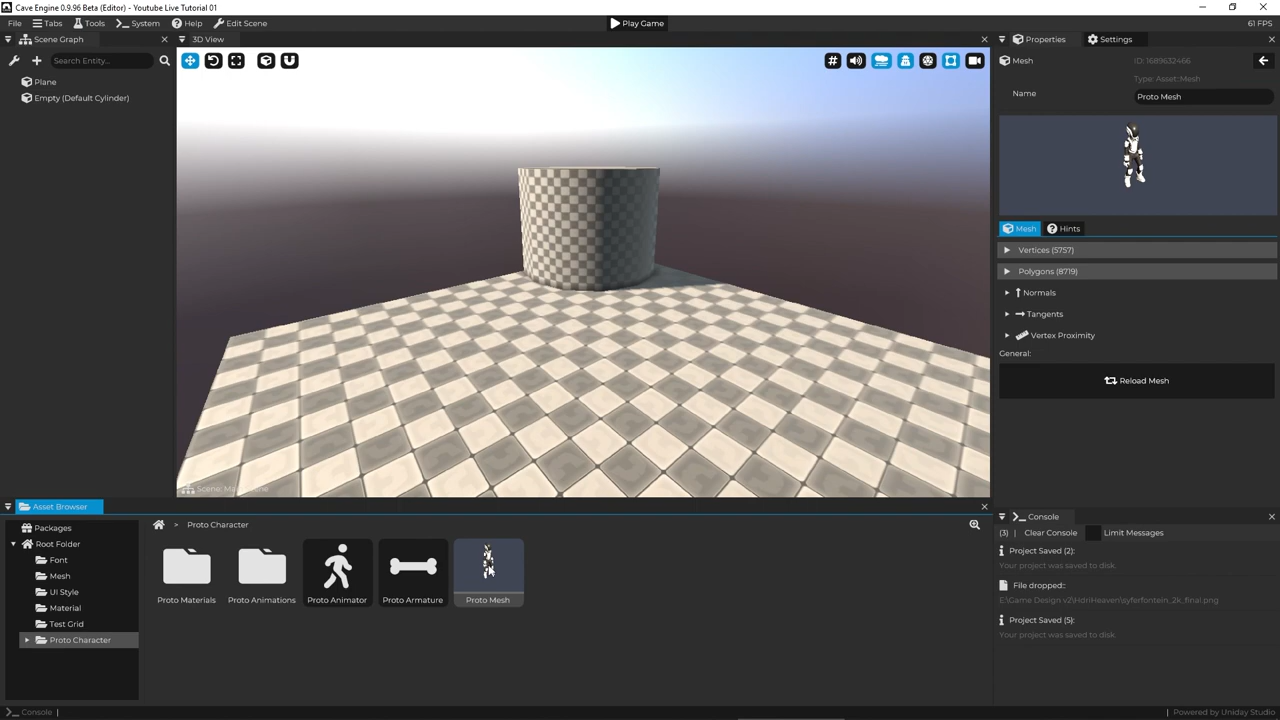 Cave Engine 0.9.96 Beta (Editor) - Youtube Live Tutorial 01
File Tabs Tools System Help Edit Scene
Play Game
61 FPS
Scene Graph
Search Entity...
Plane
Empty (Default Cylinder)
3D View
Properties
Settings
Mesh
ID: 1689632466
Type: Asset::Mesh
Name
Proto Mesh
Mesh
Hints
Vertices (5757)
Polygons (8719)
Normals
Tangents
Vertex Proximity
General:
Reload Mesh
Asset Browser
Packages
Root Folder
Font
Mesh
UI Style
Material
Test Grid
Proto Character
> Proto Character
Proto Materials
Proto Animations
Proto Animator
Proto Armature
Proto Mesh
Console
(3) | Clear Console
Limit Messages
Project Saved (2):
Your project was saved to disk.
File dropped::
E:\Game Design v2\HdriHeaven\syferfontein_2k_final.png
Project Saved (5):
Your project was saved to disk.
Console |
| Powered by Uniday Studio